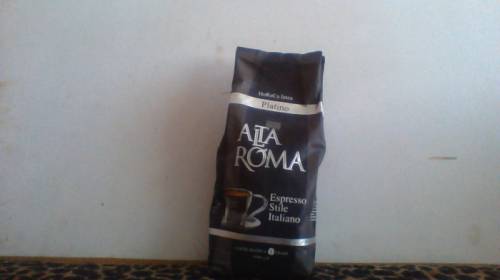 Platino
ALTA
ROMA
Espresso
Stile
Italiano